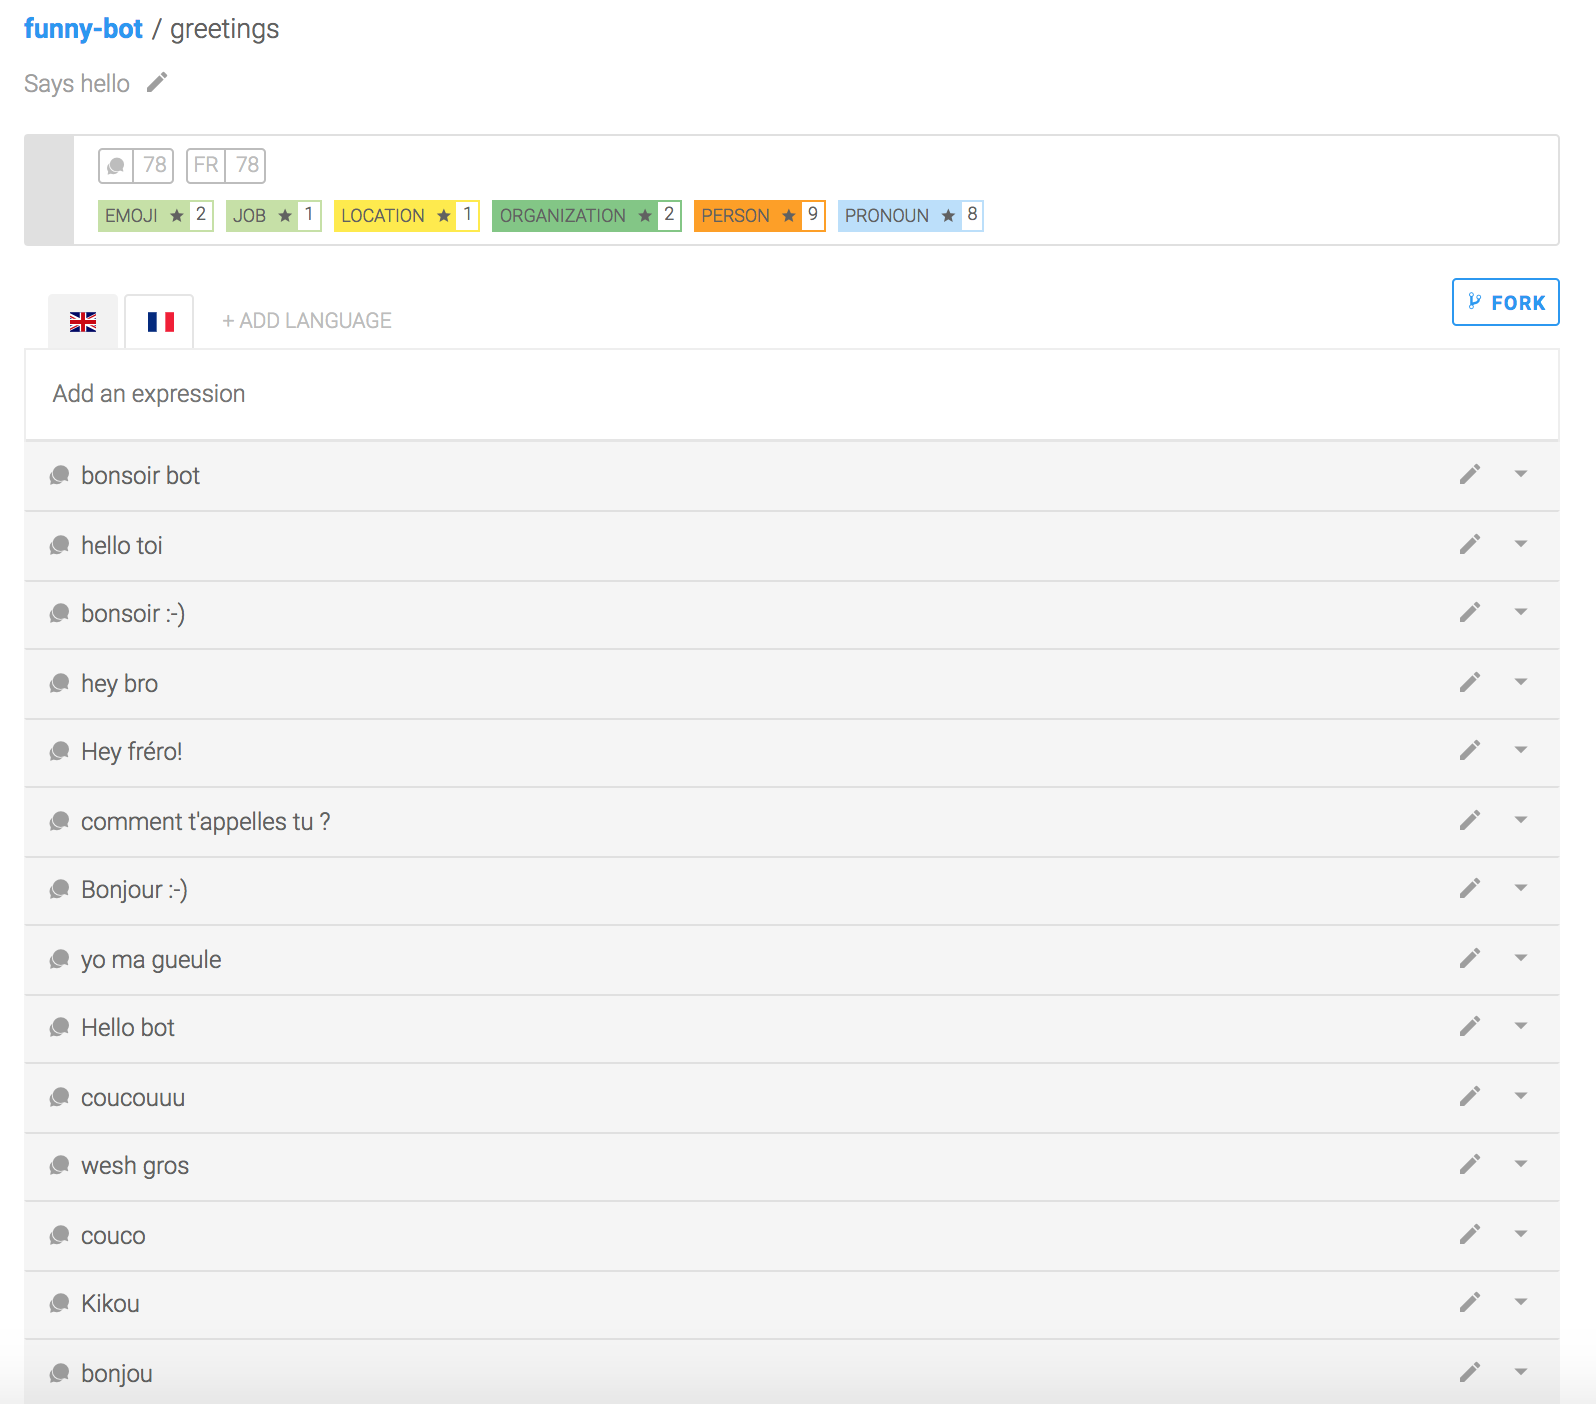 funny-bot / greetings
Says hello
78 FR 78
EMOJI ★ 2 JOB ★ 1 LOCATION ★ 1 ORGANIZATION ★ 2 PERSON ★ 9 PRONOUN ★ 8
+ ADD LANGUAGE
FORK
Add an expression
bonsoir bot
hello toi
bonsoir :-)
hey bro
Hey fréro!
comment t'appelles tu ?
Bonjour :-)
yo ma gueule
Hello bot
coucouuu
wesh gros
couco
Kikou
bonjou